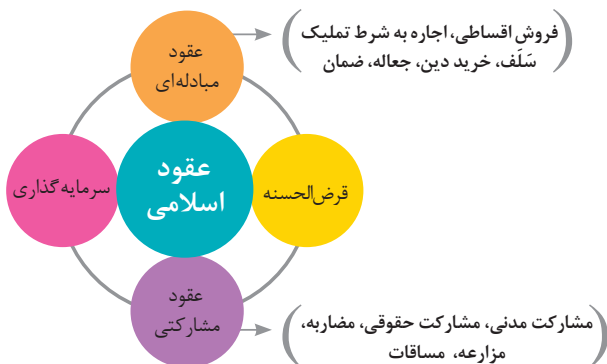 عقود
مبادله‌ای
(فروش اقساطی، اجاره به شرط تملیک
سَلَف، خرید دین، جعاله، ضمان)
عقود
اسلامی
قرض‌الحسنه
سرمایه‌گذاری
عقود
مشارکتی
(مشارکت مدنی، مشارکت حقوقی، مضاربه،
مزارعه، مساقات)